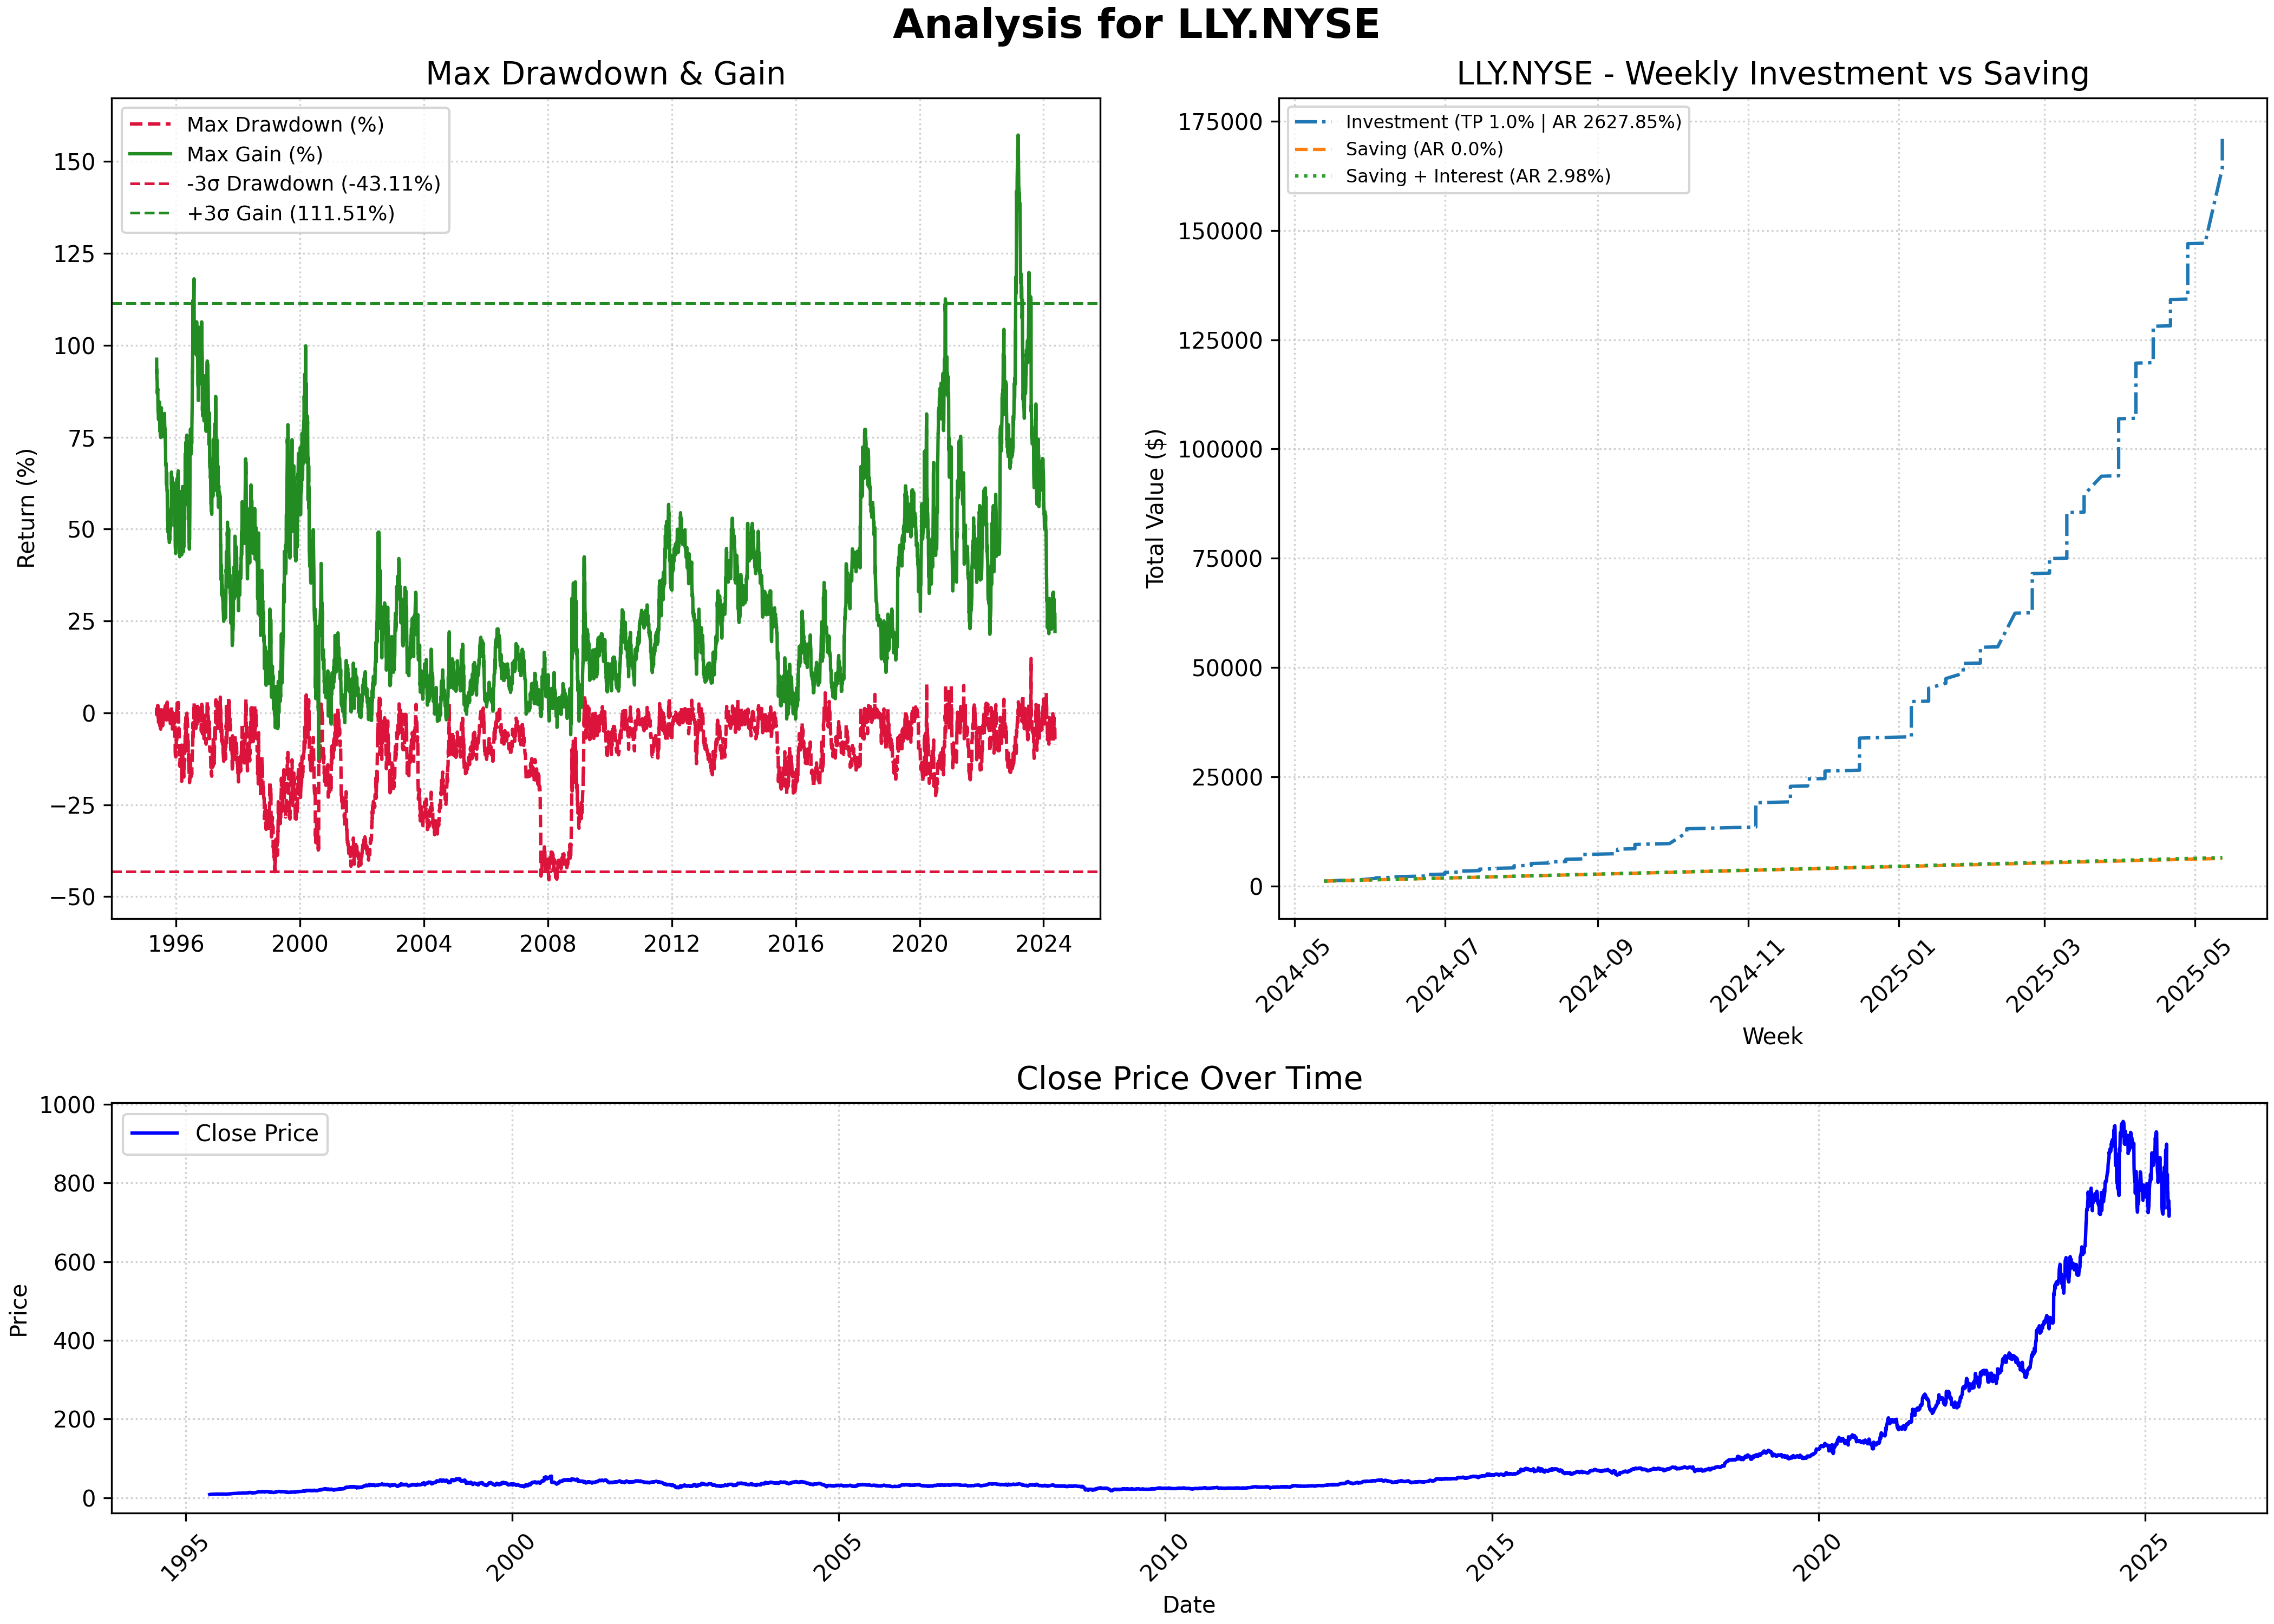 Analysis for LLY.NYSE
Max Drawdown & Gain
Max Drawdown (%)
Max Gain (%)
-3σ Drawdown (-43.11%)
+3σ Gain (111.51%)
Return (%)
150
125
100
75
50
25
0
−25
−50
1996 2000 2004 2008 2012 2016 2020 2024
LLY.NYSE - Weekly Investment vs Saving
Investment (TP 1.0% | AR 2627.85%)
Saving (AR 0.0%)
Saving + Interest (AR 2.98%)
Total Value ($)
175000
150000
125000
100000
75000
50000
25000
0
2024-05 2024-07 2024-09 2024-11 2025-01 2025-03 2025-05
Week
Close Price Over Time
Close Price
Price
1000
800
600
400
200
0
1995 2000 2005 2010 2015 2020 2025
Date